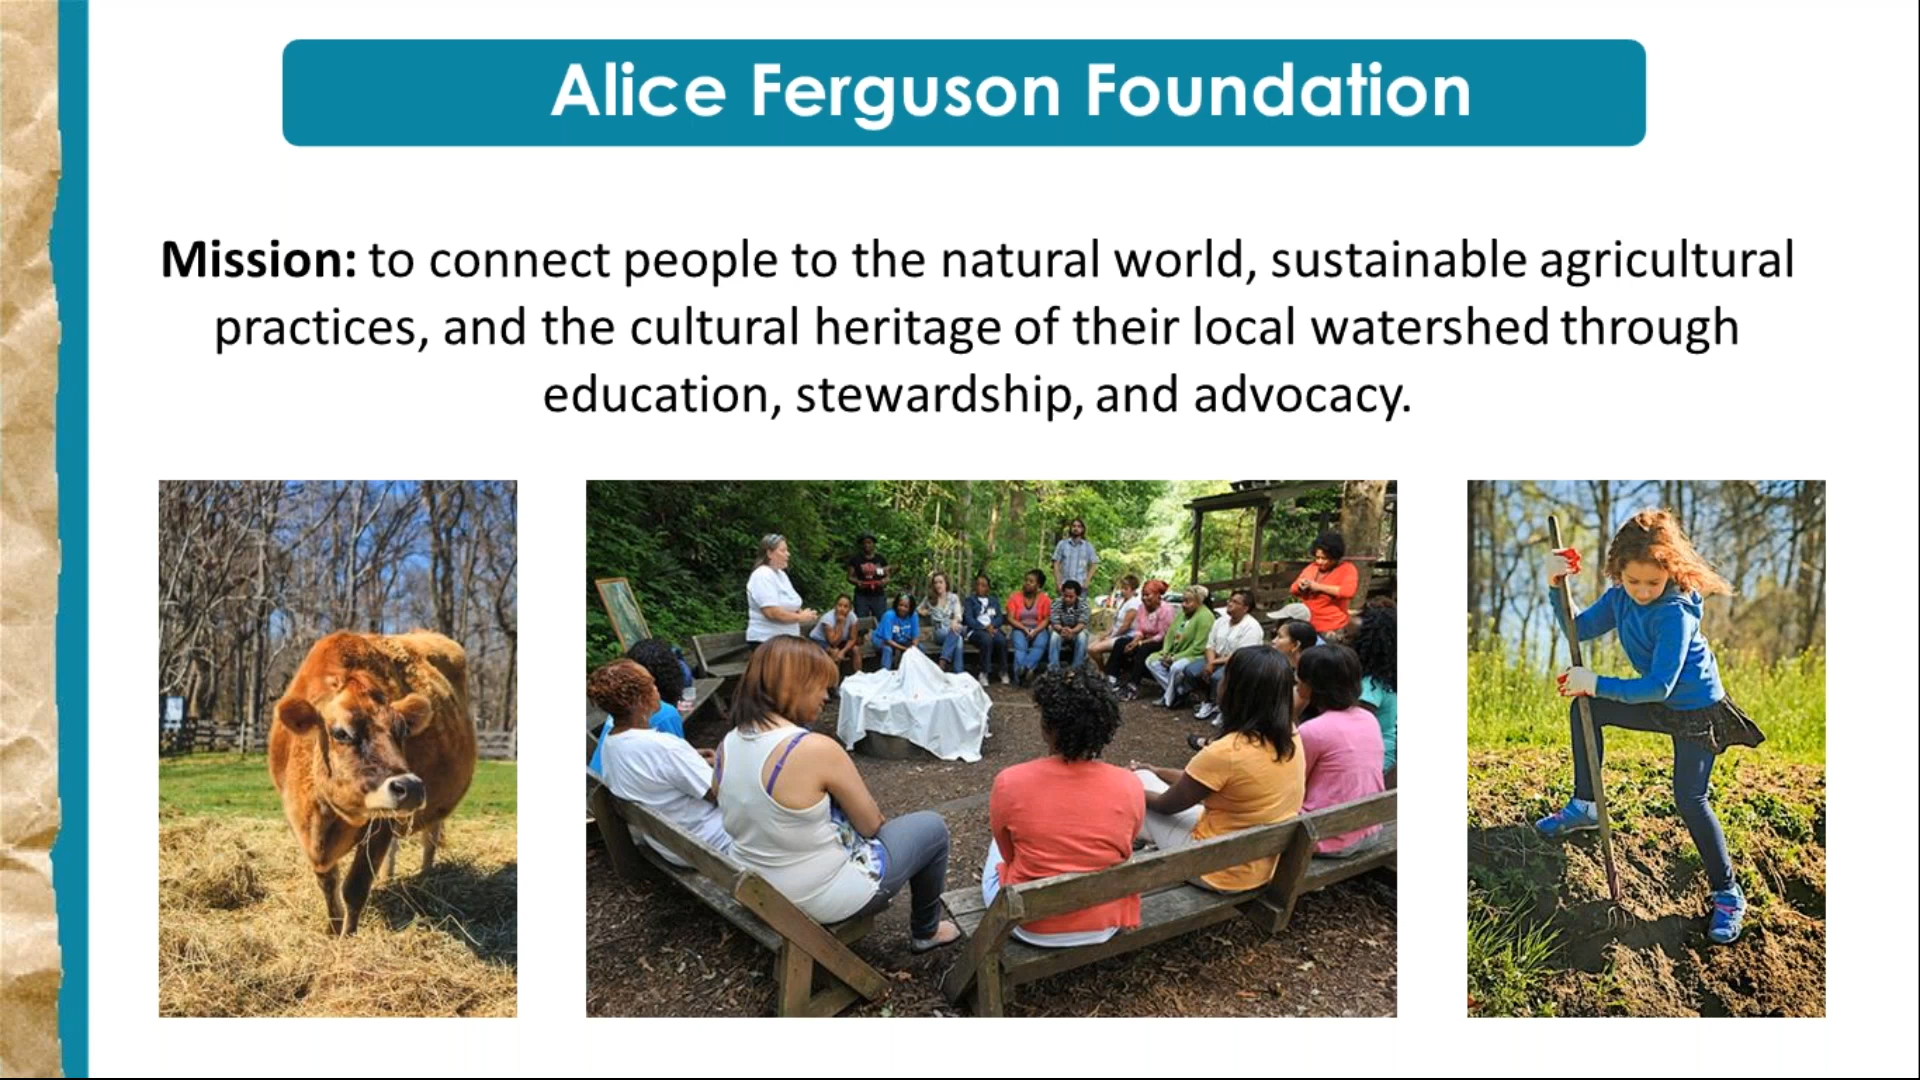 Alice Ferguson Foundation
Mission: to connect people to the natural world, sustainable agricultural
practices, and the cultural heritage of their local watershed through
education, stewardship, and advocacy.